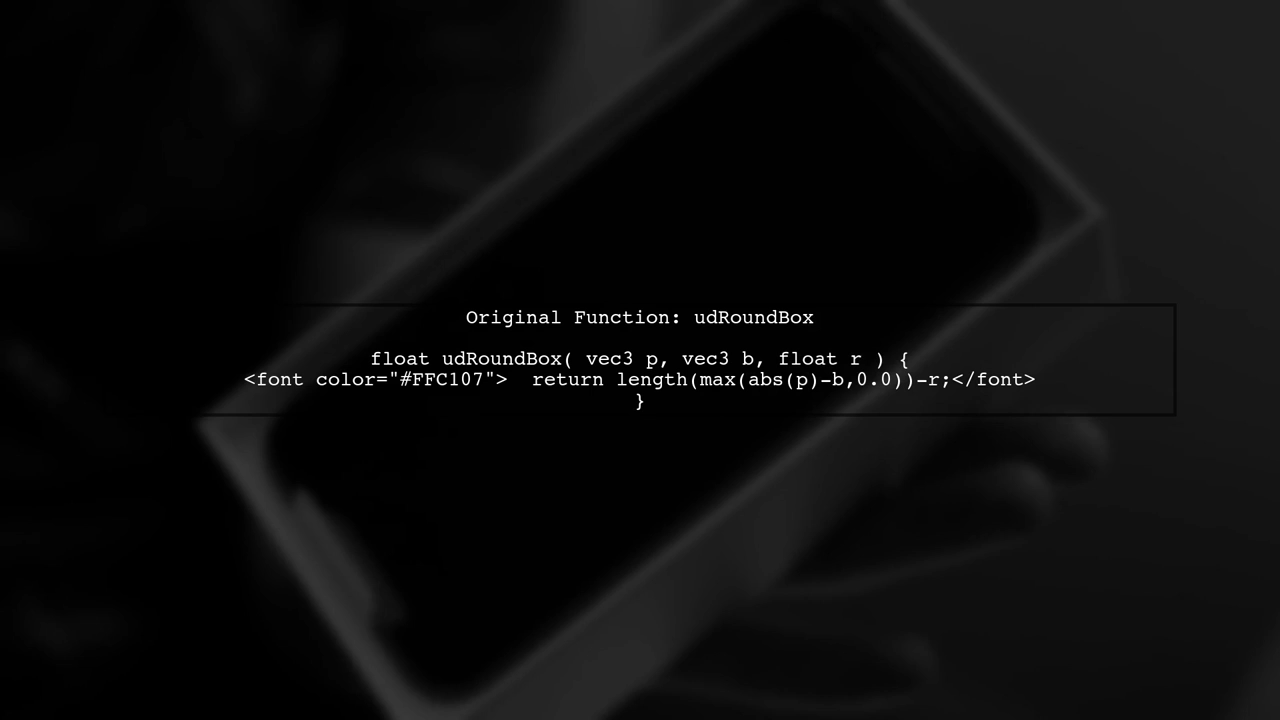 Original Function: udRoundBox
float udRoundBox( vec3 p, vec3 b, float r ) {
<font color="#FFC107">  return length(max(abs(p)-b,0.0))-r;</font>
}